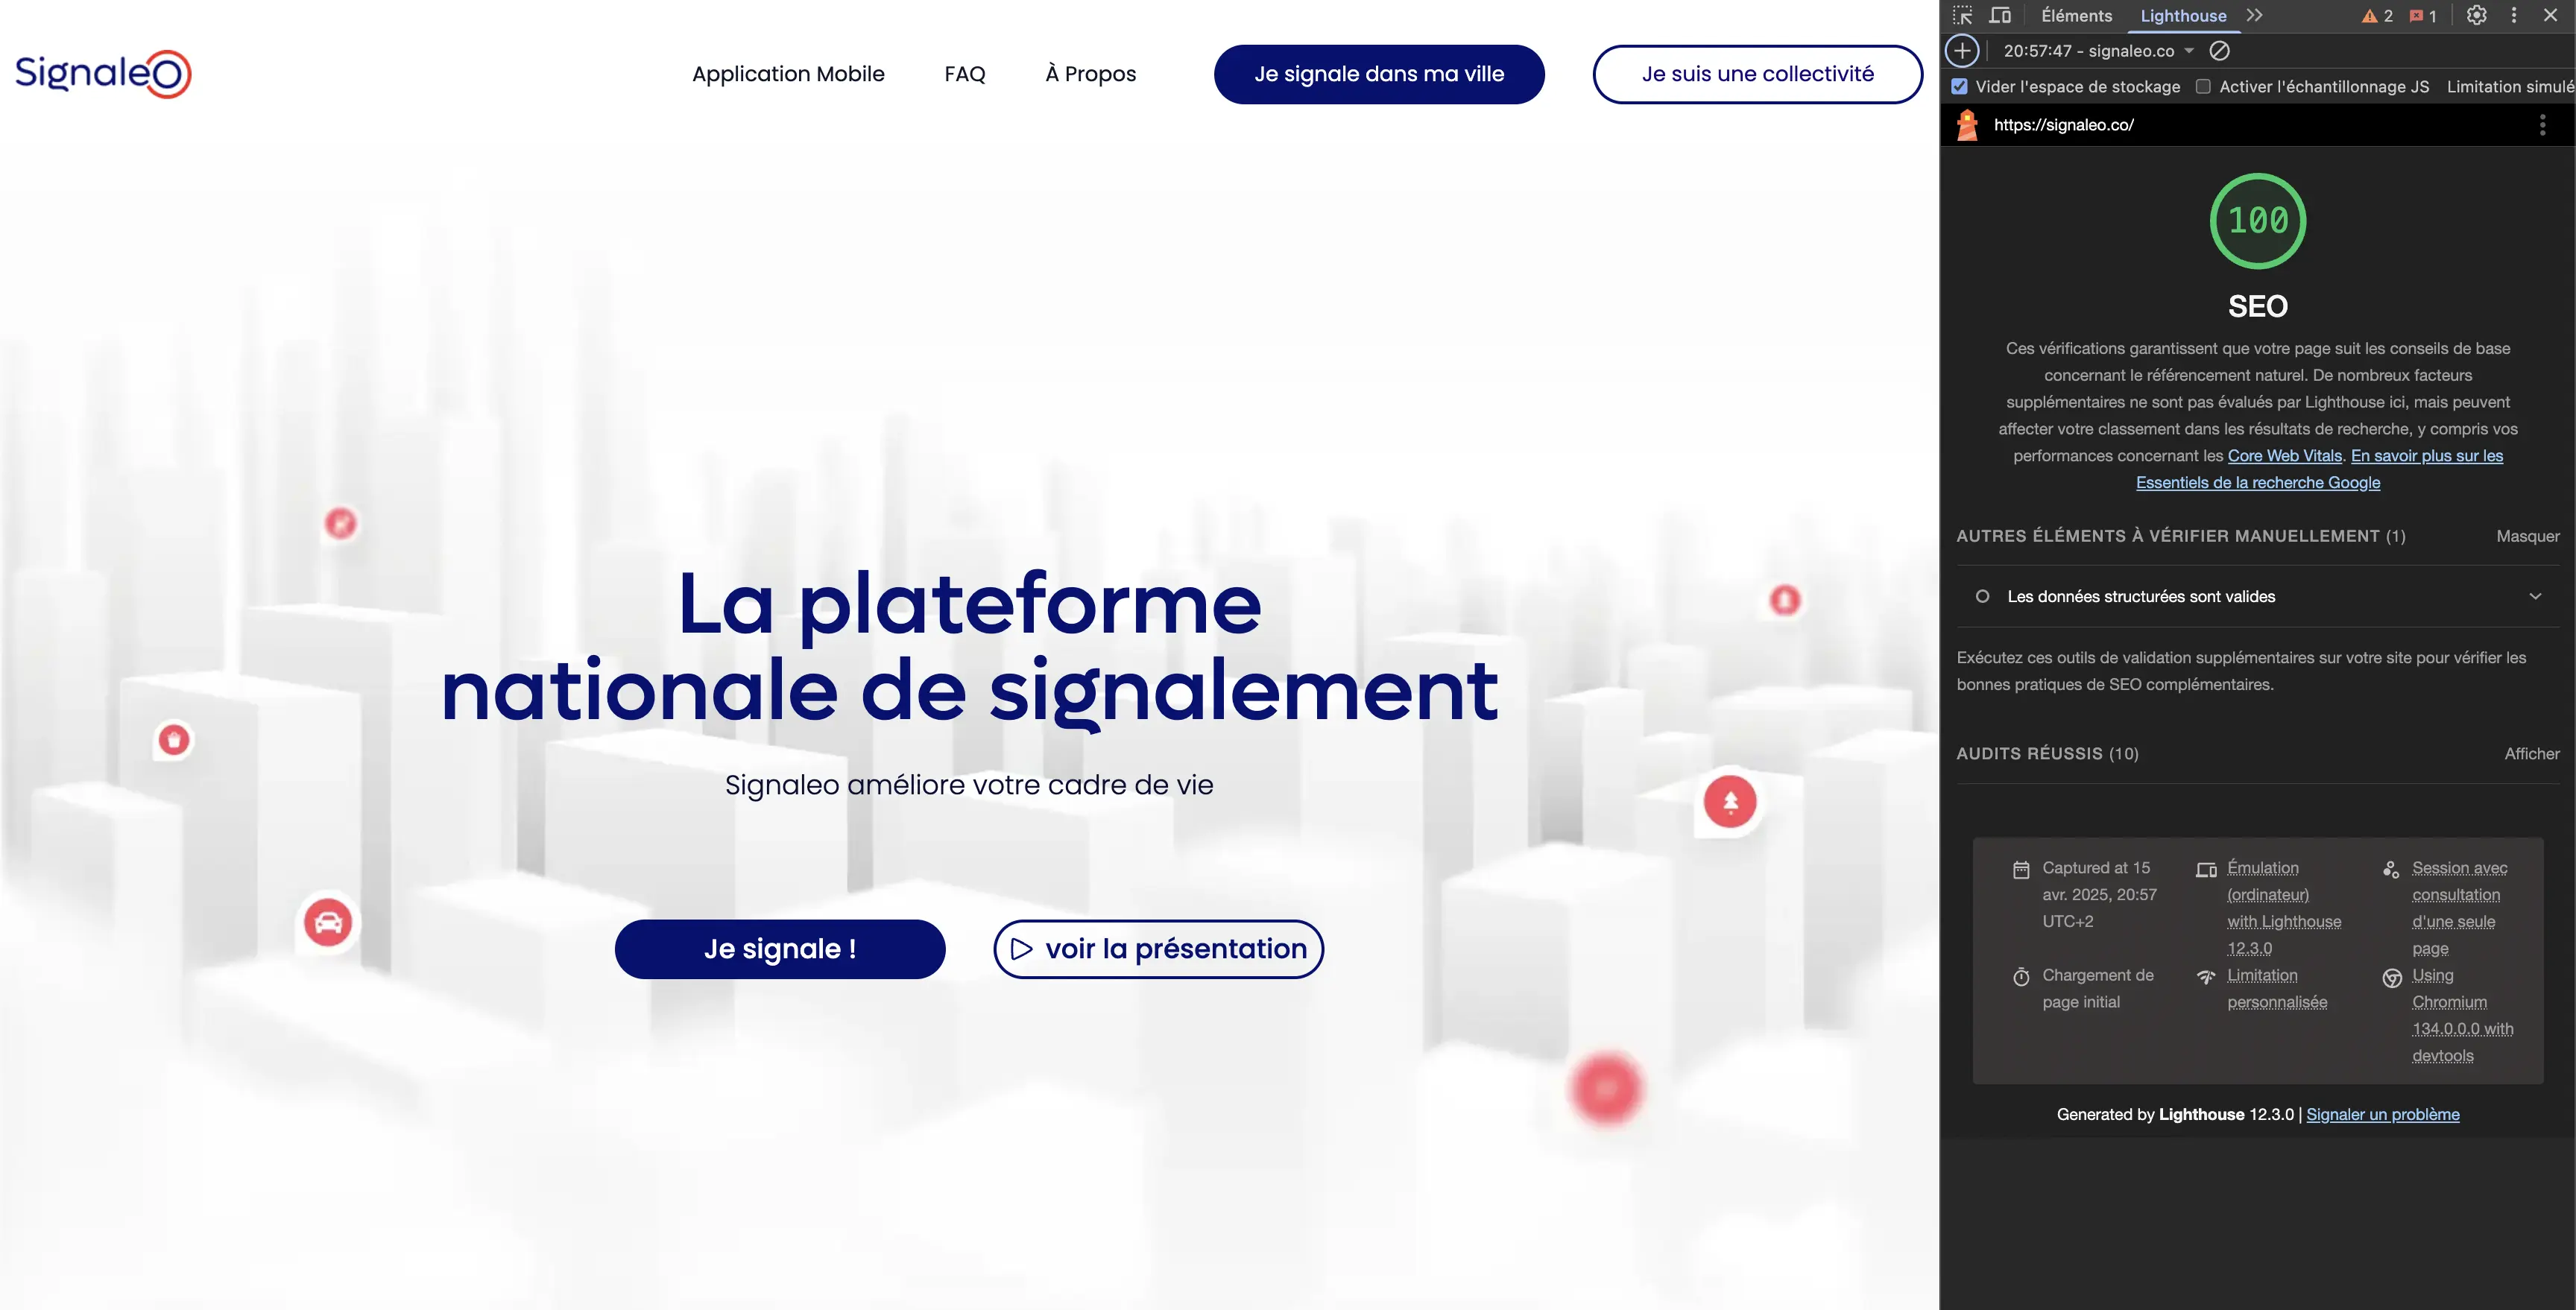 SignaleO
Application Mobile
FAQ
À Propos
Je signale dans ma ville
Je suis une collectivité
La plateforme
nationale de signalement
Signaleo améliore votre cadre de vie
Je signale !
voir la présentation
Éléments
Lighthouse
2
1
20:57:47 - signaleo.co
Vider l'espace de stockage
Activer l'échantillonnage JS
Limitation simulé
https://signaleo.co/
100
SEO
Ces vérifications garantissent que votre page suit les conseils de base
concernant le référencement naturel. De nombreux facteurs
supplémentaires ne sont pas évalués par Lighthouse ici, mais peuvent
affecter votre classement dans les résultats de recherche, y compris vos
performances concernant les Core Web Vitals. En savoir plus sur les
Essentiels de la recherche Google
AUTRES ÉLÉMENTS À VÉRIFIER MANUELLEMENT (1)
Masquer
Les données structurées sont valides
Exécutez ces outils de validation supplémentaires sur votre site pour vérifier les
bonnes pratiques de SEO complémentaires.
AUDITS RÉUSSIS (10)
Afficher
Captured at 15
avr. 2025, 20:57
UTC+2
Émulation
(ordinateur)
with Lighthouse
12.3.0
Session avec
consultation
d'une seule
page
Chargement de
page initial
Limitation
personnalisée
Using
Chromium
134.0.0.0 with
devtools
Generated by Lighthouse 12.3.0 | Signaler un problème